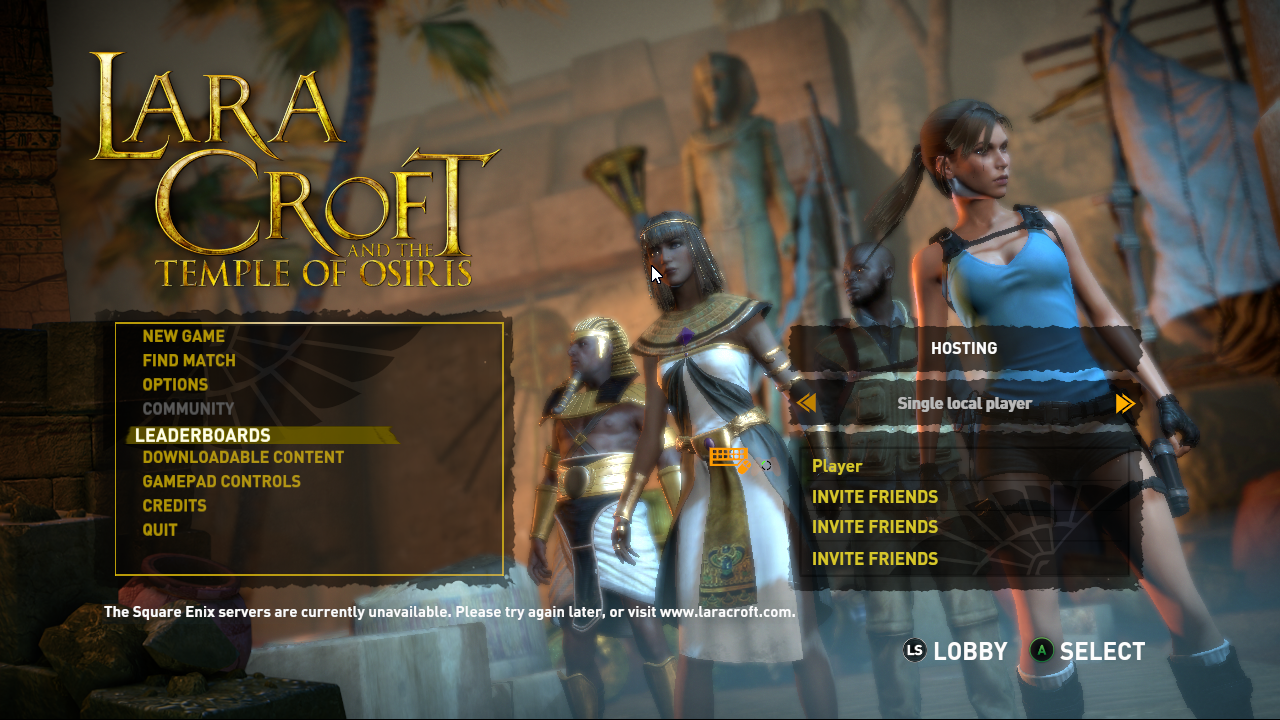 LARA
CROFT
AND THE
TEMPLE OF OSIRIS
NEW GAME
FIND MATCH
OPTIONS
COMMUNITY
LEADERBOARDS
DOWNLOADABLE CONTENT
GAMEPAD CONTROLS
CREDITS
QUIT
HOSTING
Single local player
Player
INVITE FRIENDS
INVITE FRIENDS
INVITE FRIENDS
The Square Enix servers are currently unavailable. Please try again later, or visit www.laracroft.com.
LS LOBBY A SELECT